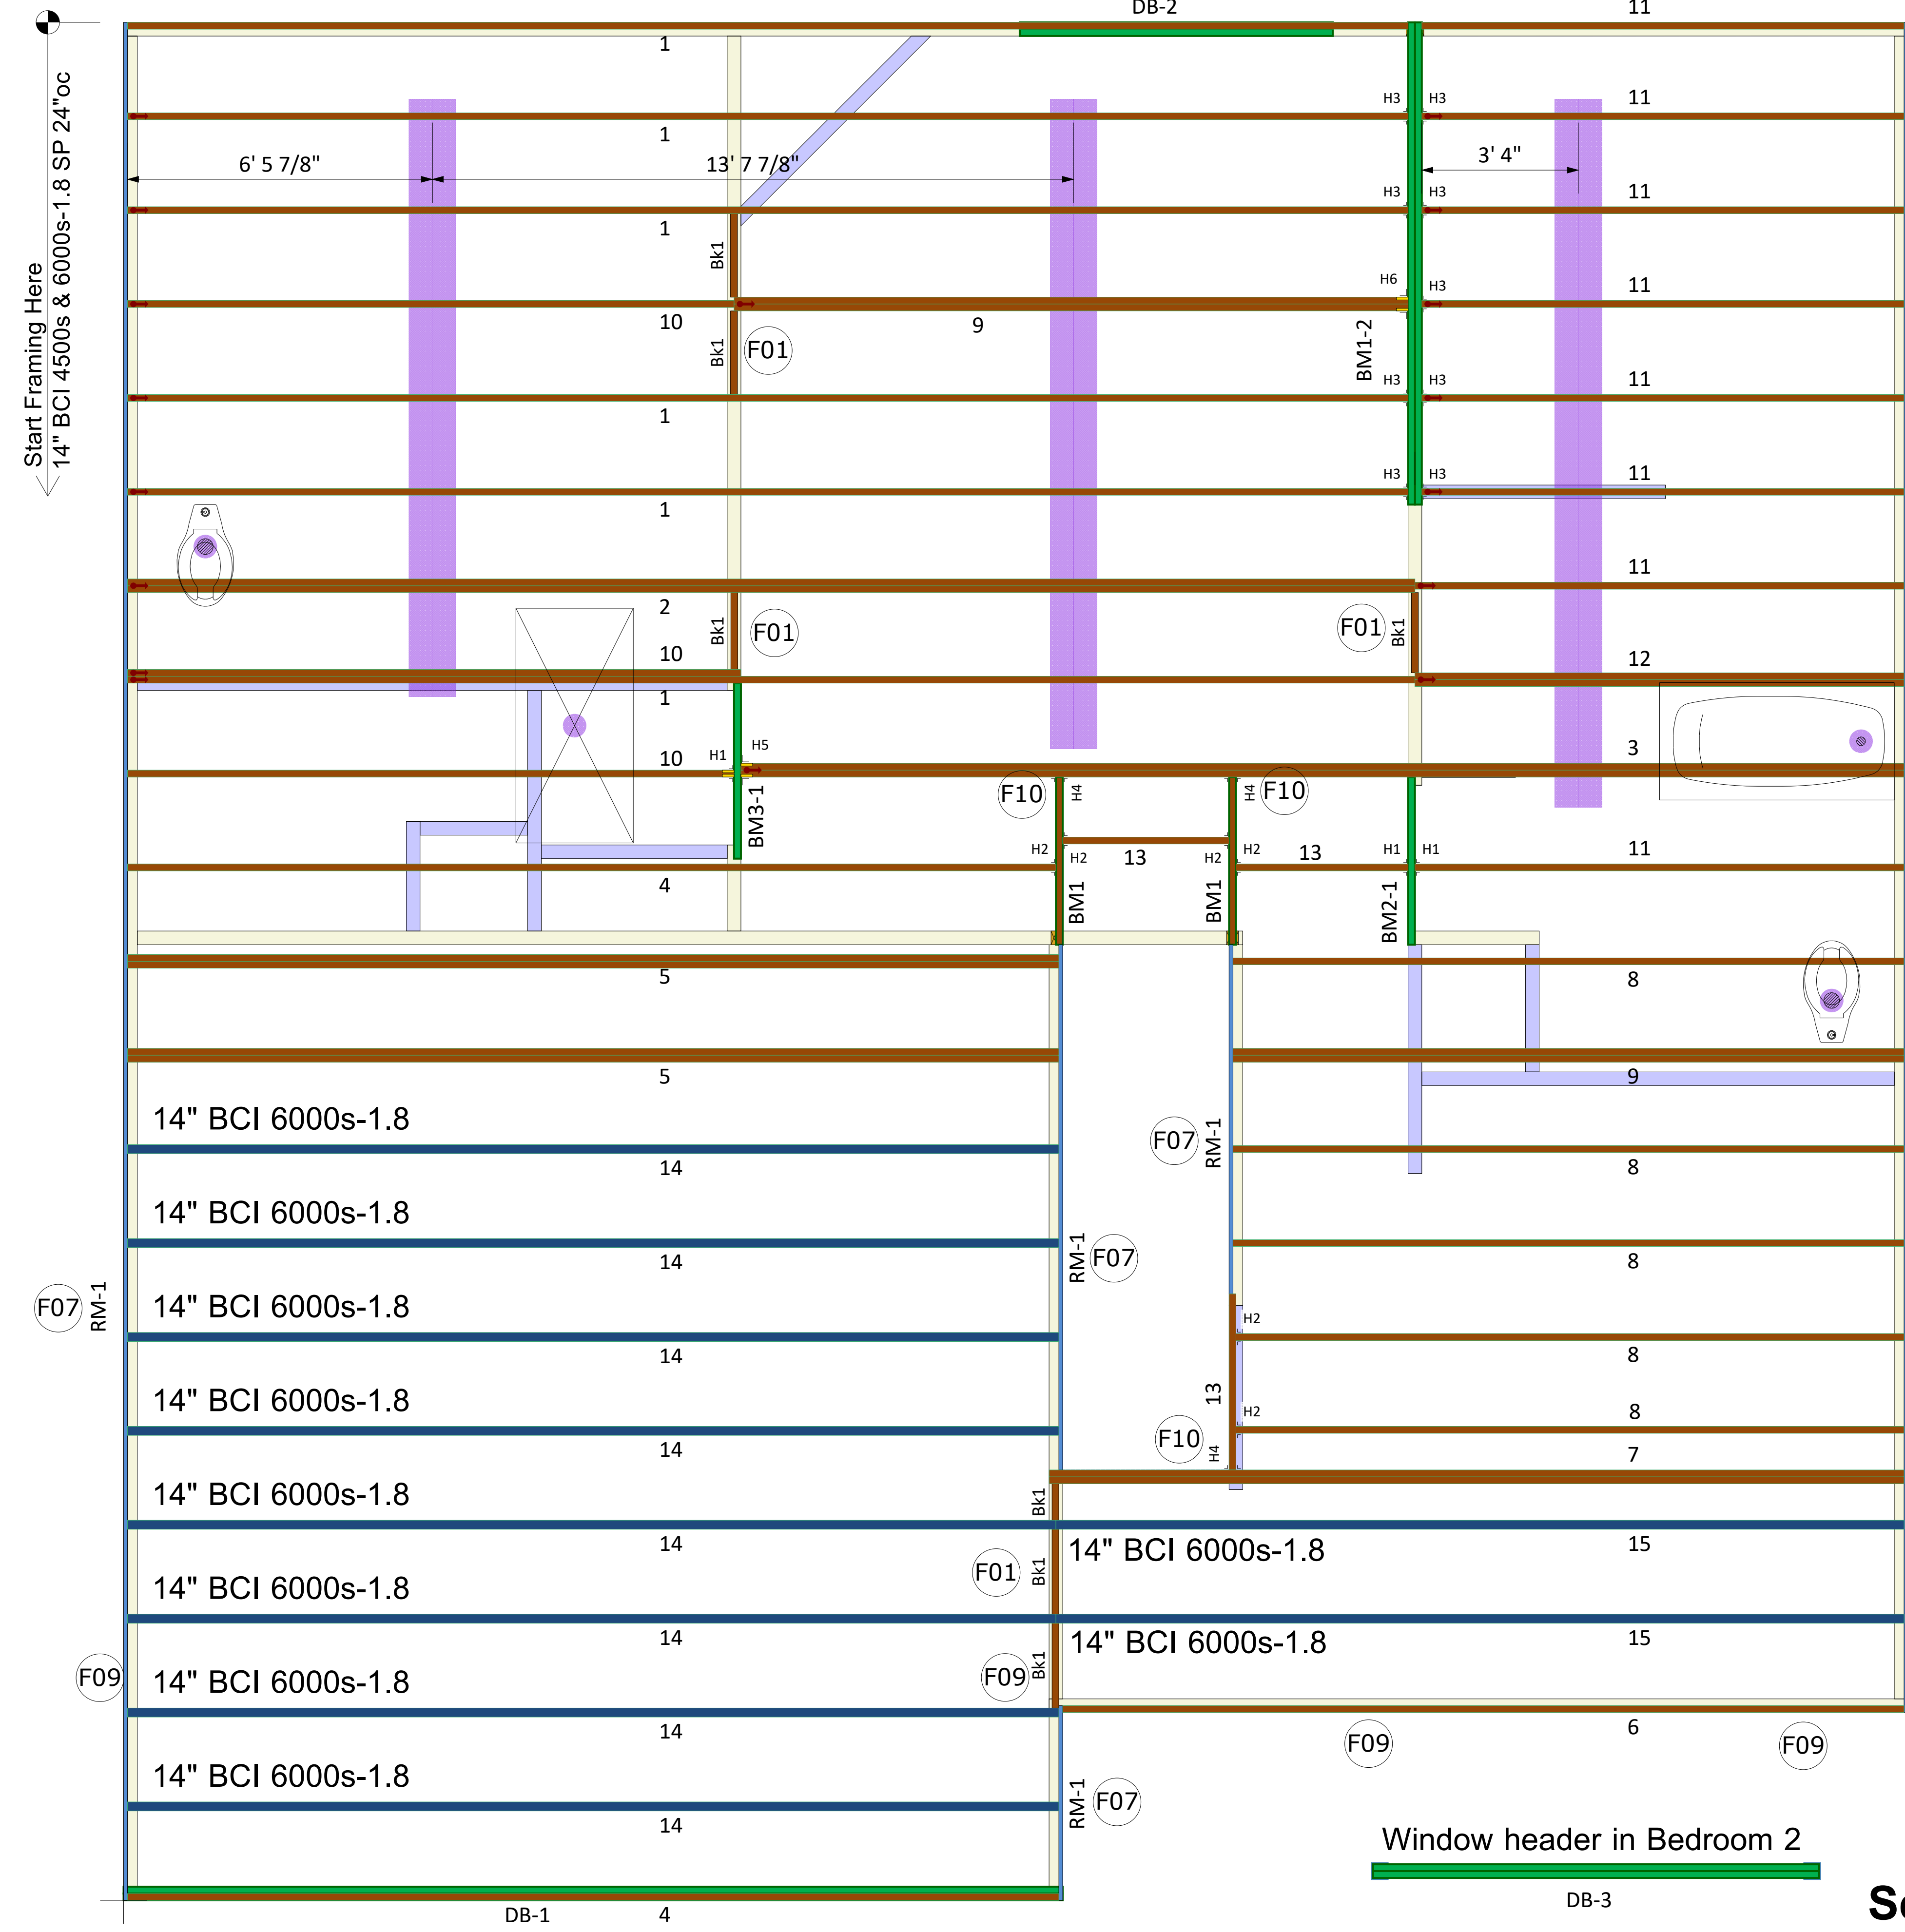 DB-2
11
1
Start Framing Here
14" BCI 4500s & 6000s-1.8 SP 24"oc
H3
H3
11
1
6' 5 7/8"
13' 7 7/8"
3' 4"
H3
H3
11
1
Bk1
H6
H3
11
10
9
Bk1
F01
BM1-2
H3
H3
11
1
H3
H3
11
1
11
2
Bk1
F01
F01
Bk1
10
12
1
10
H1
H5
3
BM3-1
F10
H4
H4
F10
H2
H2
13
H2
H2
13
H1
H1
11
4
BM1
BM1
BM2-1
5
8
5
9
14" BCI 6000s-1.8
F07
RM-1
14
8
14" BCI 6000s-1.8
14
RM-1
F07
8
F07
RM-1
14" BCI 6000s-1.8
H2
14
8
14" BCI 6000s-1.8
13
H2
8
14
F10
H4
7
14" BCI 6000s-1.8
Bk1
14
14" BCI 6000s-1.8
15
14" BCI 6000s-1.8
F01
Bk1
14
14" BCI 6000s-1.8
15
F09
14" BCI 6000s-1.8
F09
Bk1
14
6
F09
F09
14" BCI 6000s-1.8
RM-1
F07
14
Window header in Bedroom 2
DB-3
DB-1
4